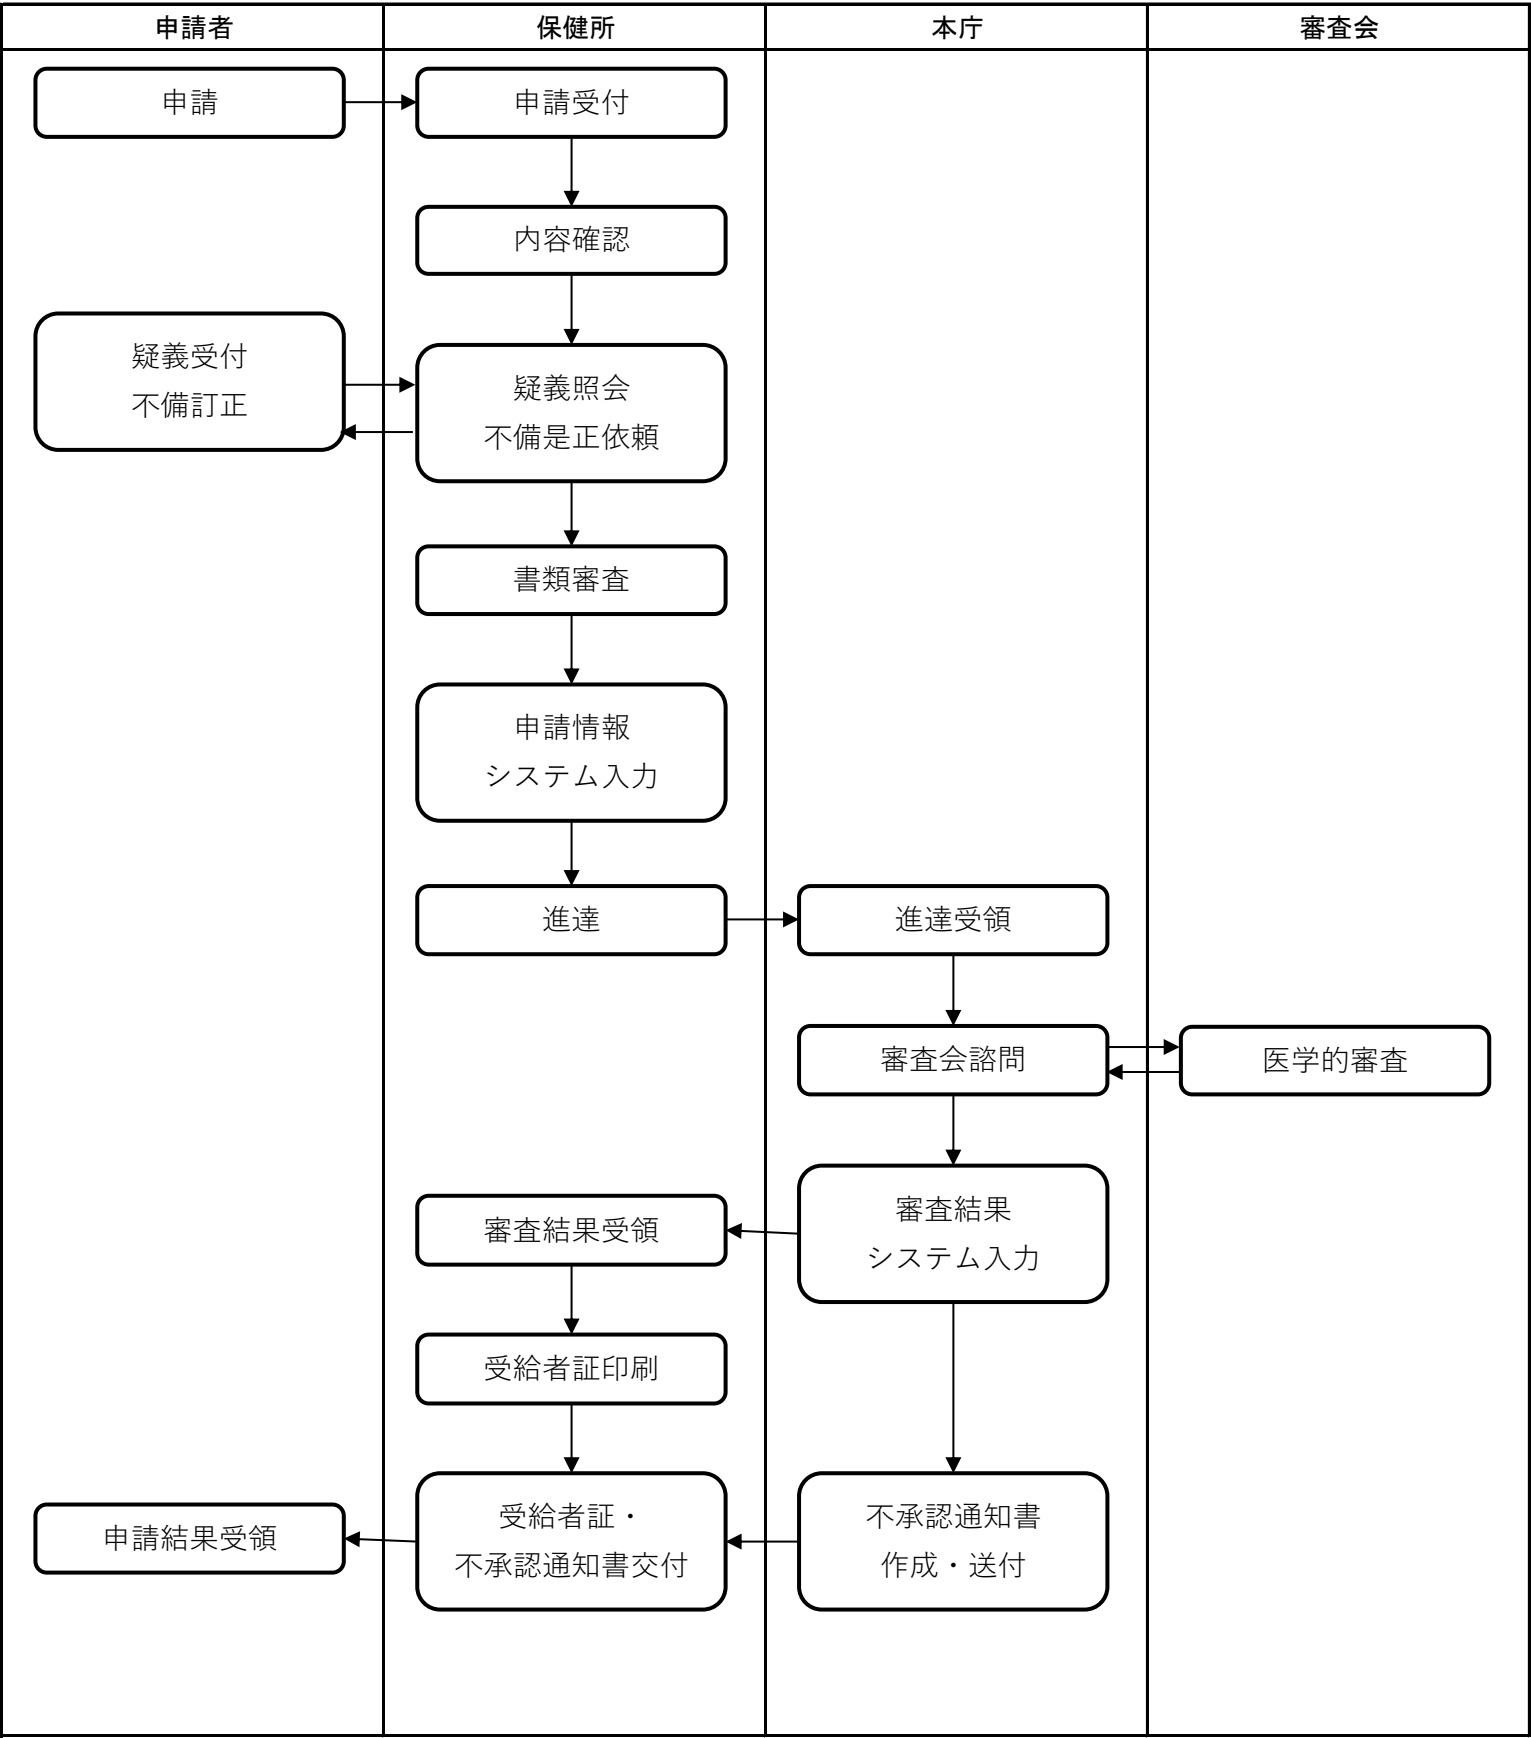 申請者
保健所
本庁
審査会
申請
申請受付
内容確認
疑義受付
不備訂正
疑義照会
不備是正依頼
書類審査
申請情報
システム入力
進達
進達受領
審査会諮問
医学的審査
審査結果
システム入力
審査結果受領
受給者証印刷
受給者証・
不承認通知書交付
不承認通知書
作成・送付
申請結果受領